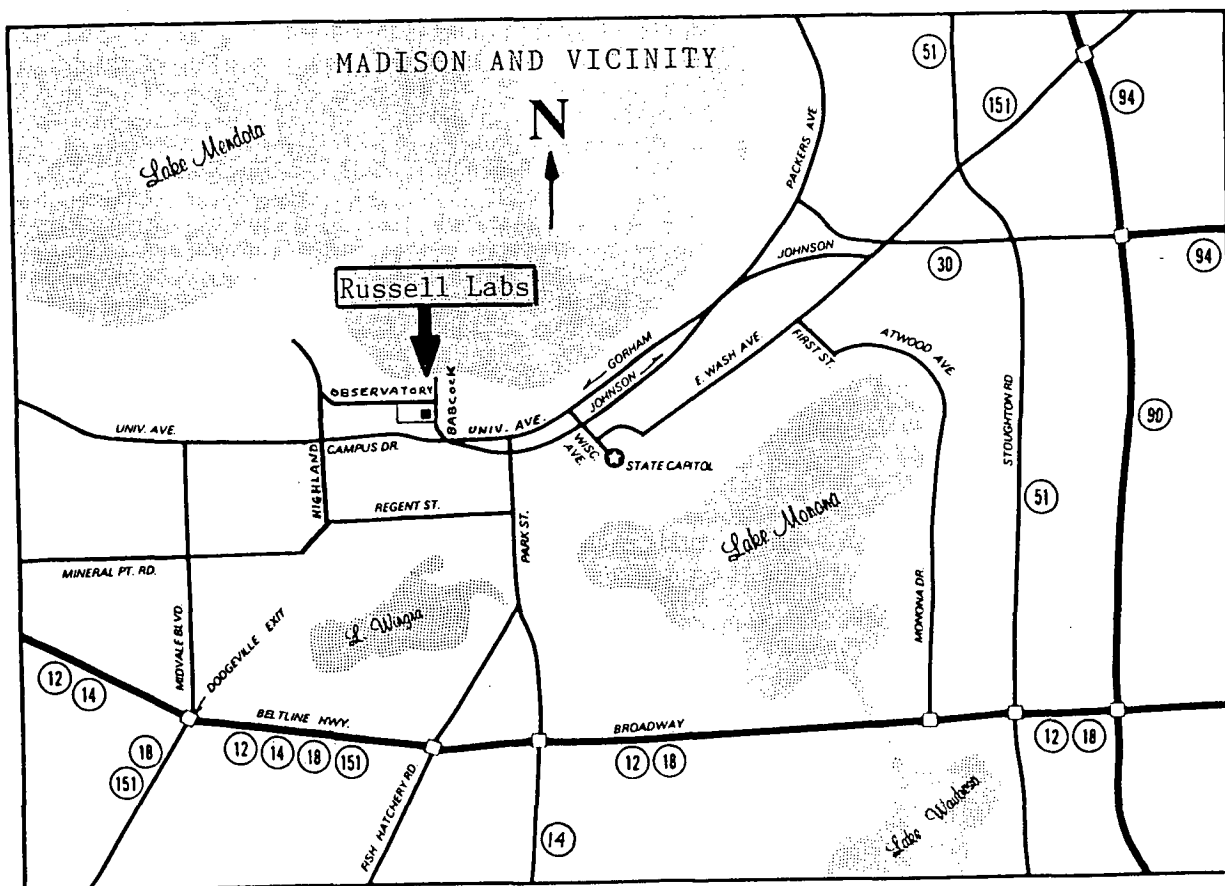 MADISON AND VICINITY
N
Lake Mendota
Russell Labs
PACKERS AVE
51
151
94
JOHNSON
30
94
GORHAM
JOHNSON
E. WASH AVE.
FIRST ST.
ATWOOD AVE
STOUGHTON RD
90
OBSERVATORY
BABCOCK
UNIV. AVE.
UNIV. AVE.
CAMPUS DR.
WISC. AVE.
STATE CAPITOL
HIGHLAND
REGENT ST.
PARK ST.
51
Lake Monona
MINERAL PT. RD.
MIDVALE BLVD.
DODGEVILLE EXIT
L. Wingra
MONONA DR.
12
14
BELTLINE HWY.
BROADWAY
18
151
12
14
18
151
12
18
12
18
FISH HATCHERY RD.
14
Lake Waubesa